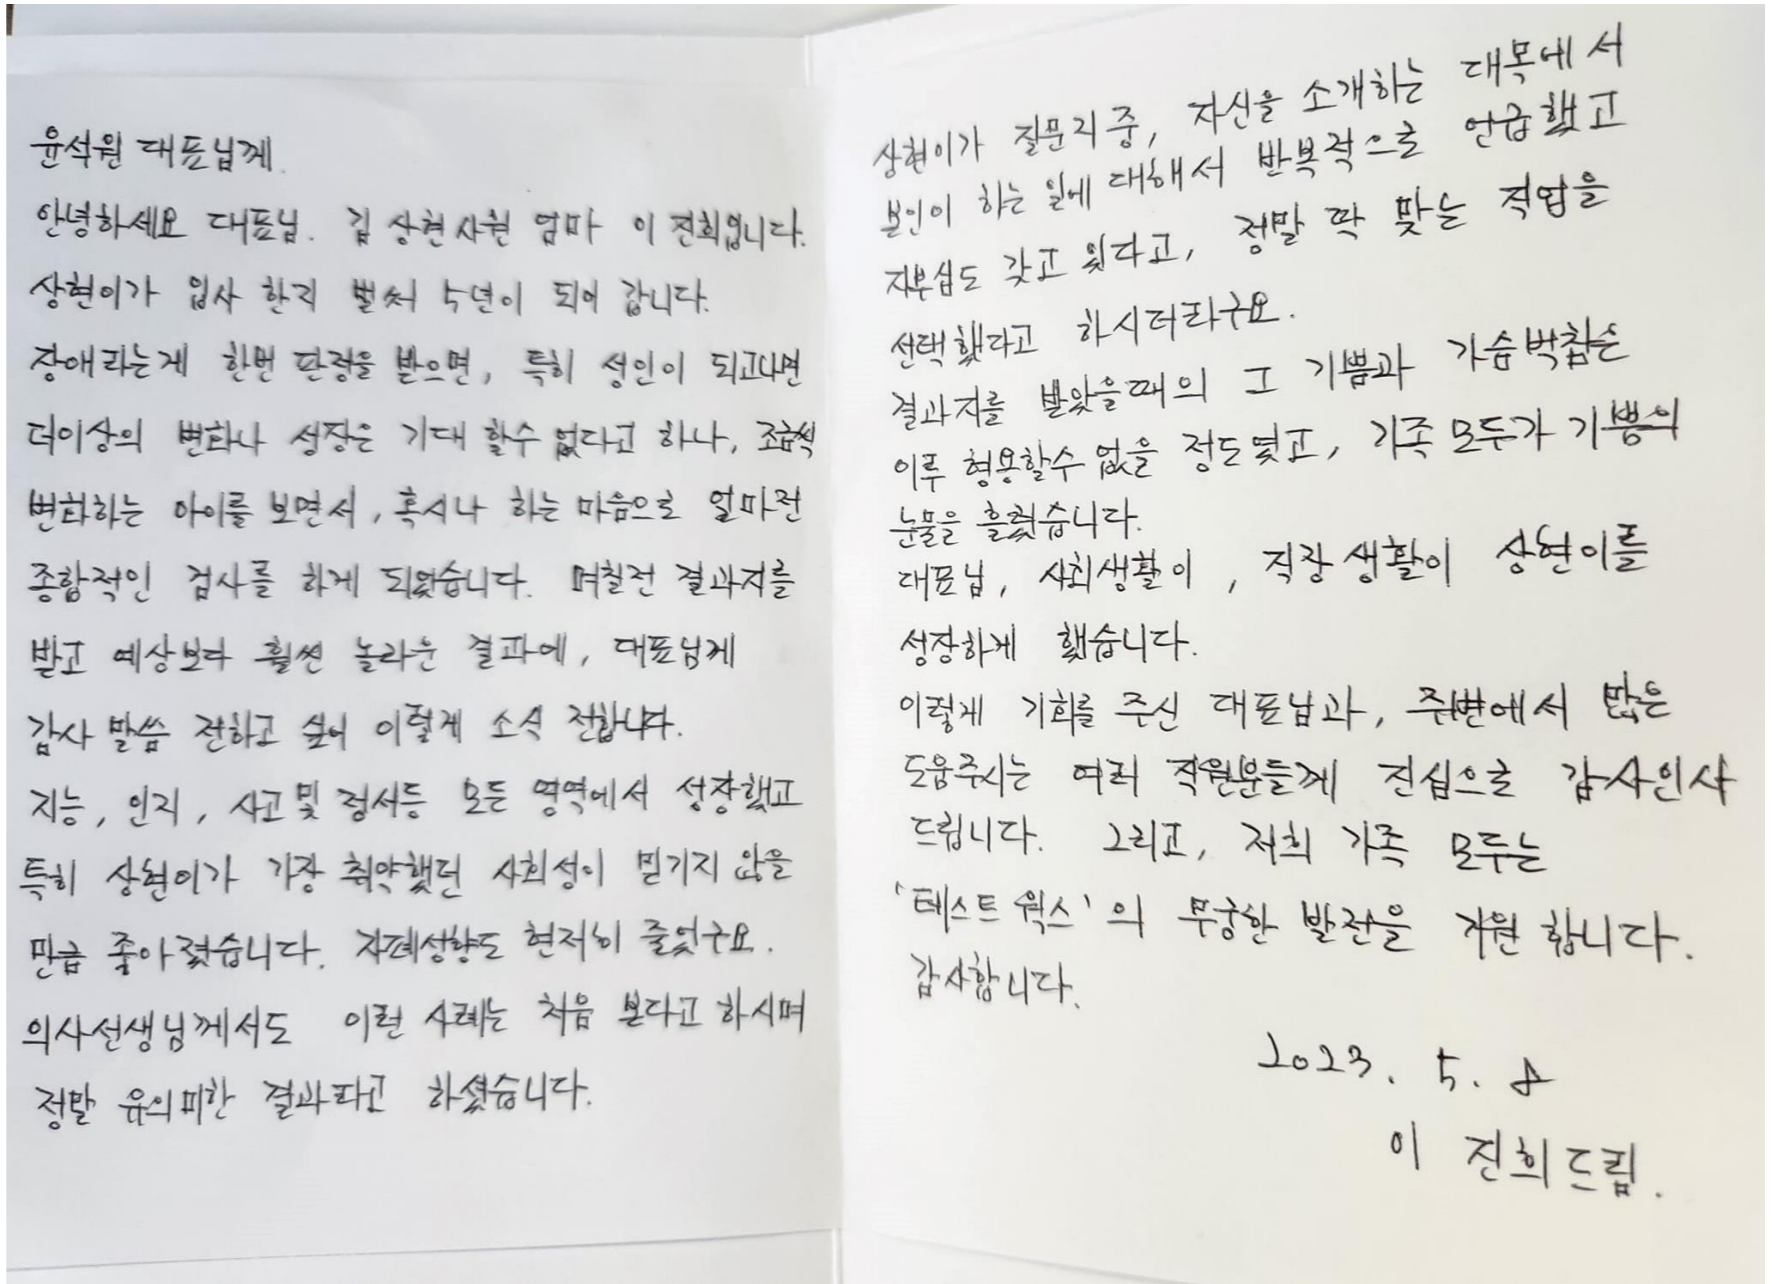 윤석원 대표님께.
안녕하세요 대표님. 김 상현사원 엄마 이 진희입니다.
상현이가 입사 한지 벌써 5년이 되어 갑니다.
장애라는게 한번 판정을 받으면, 특히 성인이 되고나면
더이상의 변화나 성장은 기대 할수 없다고 하나, 조금씩
변화하는 아이를 보면서, 혹시나 하는 마음으로 얼마전
종합적인 검사를 하게 되었습니다. 며칠전 결과지를
받고 예상보다 훨씬 놀라운 결과에, 대표님께
감사 말씀 전하고 싶어 이렇게 소식 전합니다.
지능, 인지, 사고 및 정서등 모든 영역에서 성장했고
특히 상현이가 가장 취약했던 사회성이 믿기지 않을
만큼 좋아졌습니다. 자폐성향도 현저히 줄었구요.
의사선생님께서도 이런 사례는 처음 본다고 하시며
정말 유의미한 결과라고 하셨습니다.
상현이가 질문지중, 자신을 소개하는 대목에서
본인이 하는 일에 대해서 반복적으로 언급했고
자부심도 갖고 있다고, 정말 딱 맞는 직업을
선택했다고 하시더라구요.
결과지를 받았을때의 그 기쁨과 가슴벅참은
이루 형용할수 없을 정도였고, 가족 모두가 기쁨의
눈물을 흘렸습니다.
대표님, 사회생활이, 직장생활이 상현이를
성장하게 했습니다.
이렇게 기회를 주신 대표님과, 주변에서 많은
도움주시는 여러 직원분들께 진심으로 감사인사
드립니다. 그리고, 저희 가족 모두는
'테스트웍스'의 무궁한 발전을 기원 합니다.
감사합니다.
2023. 5. 8
이 진희드림.